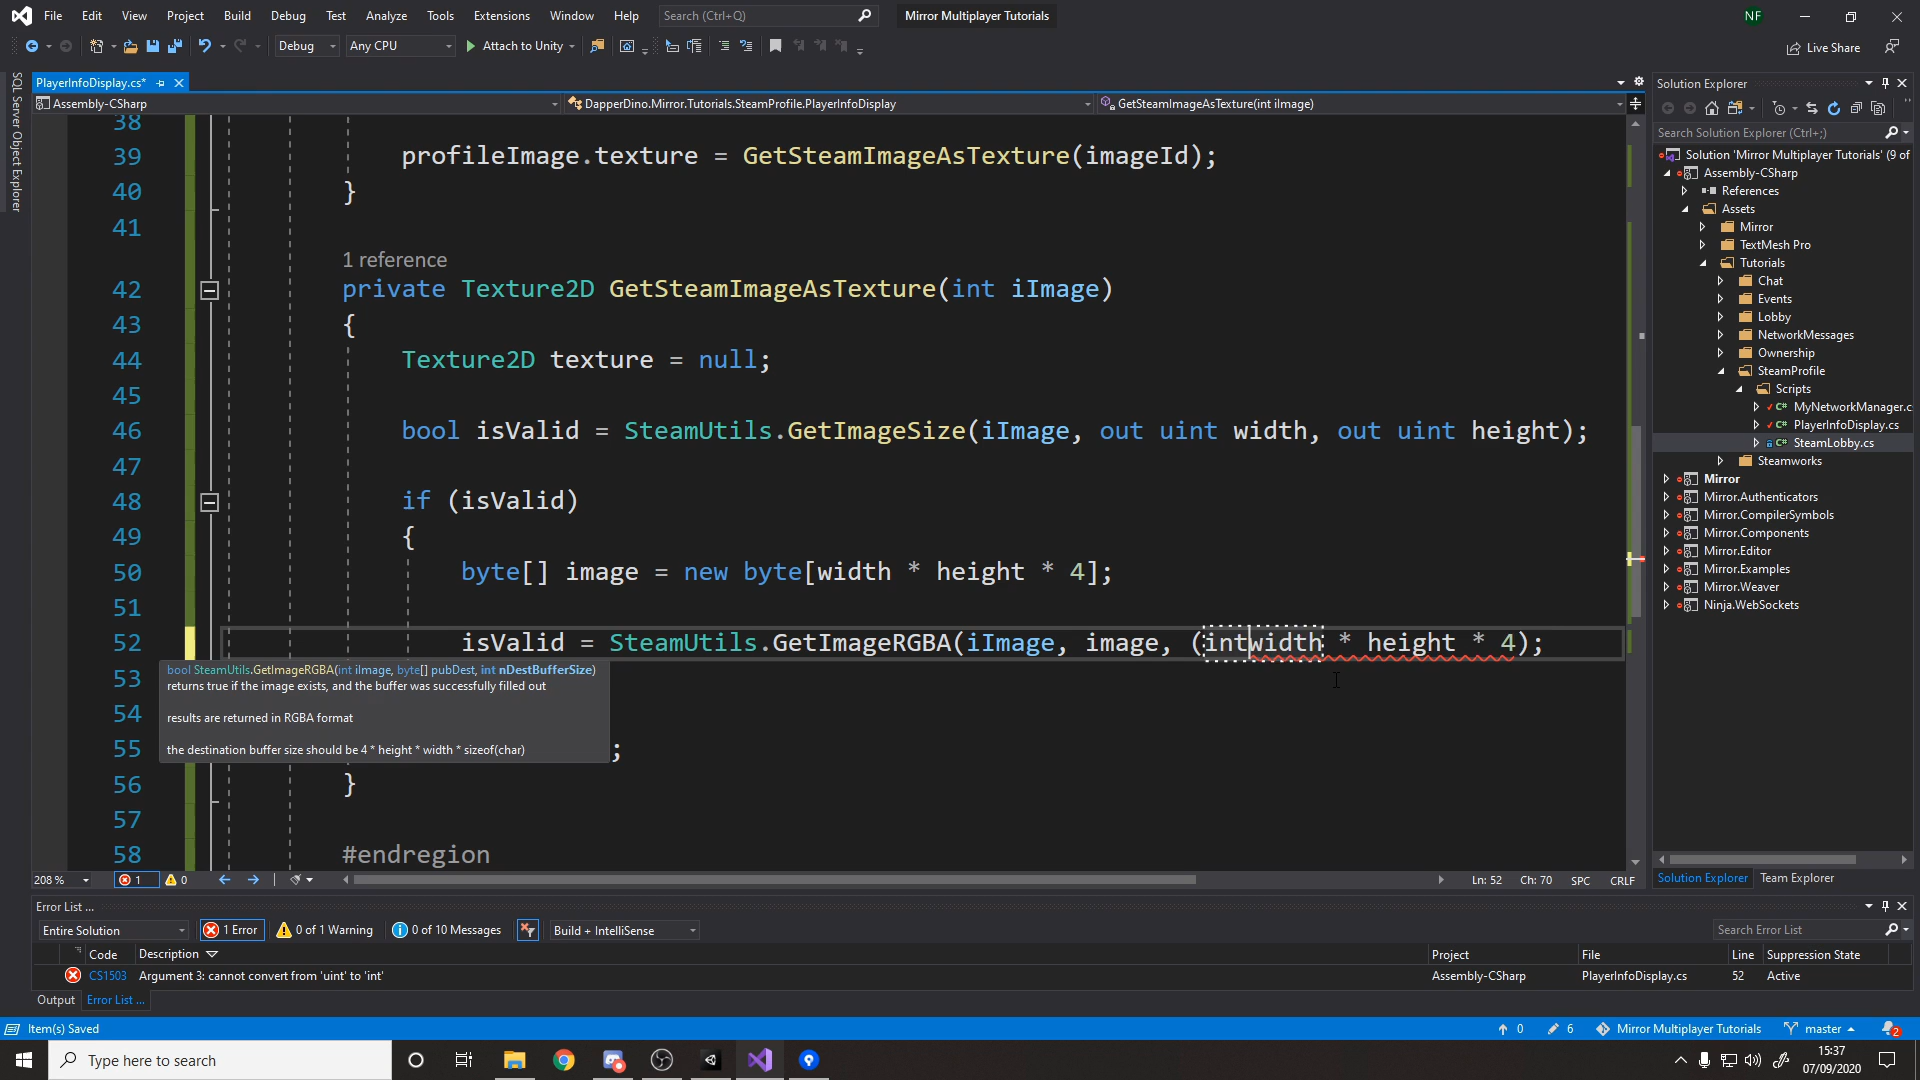 File Edit View Project Build Debug Test Analyze Tools Extensions Window Help Search (Ctrl+Q) Mirror Multiplayer Tutorials NF
Debug Any CPU Attach to Unity Live Share
SQL Server Object Explorer
PlayerInfoDisplay.cs*
Assembly-CSharp DapperDino.Mirror.Tutorials.SteamProfile.PlayerInfoDisplay GetSteamImageAsTexture(int iImage)
38
39 profileImage.texture = GetSteamImageAsTexture(imageId);
40 }
41
1 reference
42 private Texture2D GetSteamImageAsTexture(int iImage)
43 {
44 Texture2D texture = null;
45
46 bool isValid = SteamUtils.GetImageSize(iImage, out uint width, out uint height);
47
48 if (isValid)
49 {
50 byte[] image = new byte[width * height * 4];
51
52 isValid = SteamUtils.GetImageRGBA(iImage, image, (intwidth * height * 4);
bool SteamUtils.GetImageRGBA(int iImage, byte[] pubDest, int nDestBufferSize)
returns true if the image exists, and the buffer was successfully filled out
results are returned in RGBA format
the destination buffer size should be 4 * height * width * sizeof(char)
53
54
55 ;
56 }
57
58 #endregion
208 % 1 0 Ln: 52 Ch: 70 SPC CRLF
Solution Explorer
Search Solution Explorer (Ctrl+;)
Solution 'Mirror Multiplayer Tutorials' (9 of
Assembly-CSharp
References
Assets
Mirror
TextMesh Pro
Tutorials
Chat
Events
Lobby
NetworkMessages
Ownership
SteamProfile
Scripts
MyNetworkManager.c
PlayerInfoDisplay.cs
SteamLobby.cs
Steamworks
Mirror
Mirror.Authenticators
Mirror.CompilerSymbols
Mirror.Components
Mirror.Editor
Mirror.Examples
Mirror.Weaver
Ninja.WebSockets
Solution Explorer Team Explorer
Error List ...
Entire Solution 1 Error 0 of 1 Warning 0 of 10 Messages Build + IntelliSense Search Error List
Code Description Project File Line Suppression State
CS1503 Argument 3: cannot convert from 'uint' to 'int' Assembly-CSharp PlayerInfoDisplay.cs 52 Active
Output Error List ...
Item(s) Saved 0 6 Mirror Multiplayer Tutorials master 2
Type here to search 15:37
07/09/2020